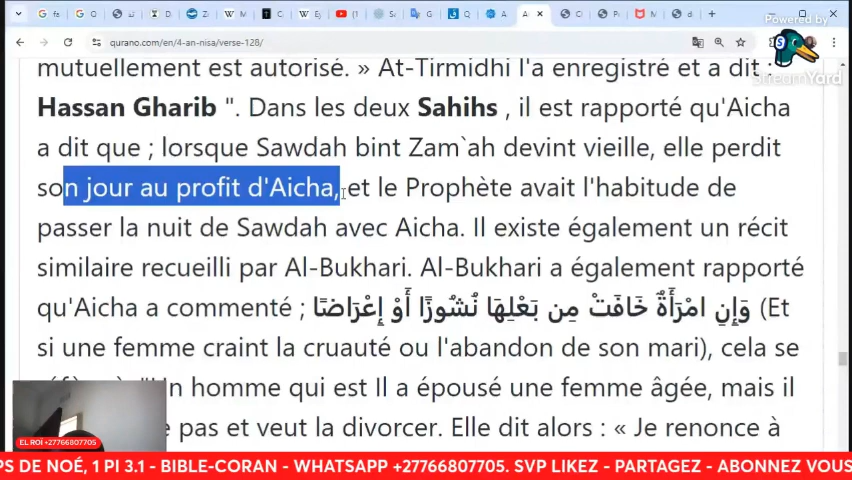 qurano.com/en/4-an-nisa/verse-128/
Powered by
StreamYard
mutuellement est autorisé. » At-Tirmidhi l'a enregistré et a dit :
Hassan Gharib ". Dans les deux Sahihs , il est rapporté qu'Aicha
a dit que ; lorsque Sawdah bint Zam`ah devint vieille, elle perdit
son jour au profit d'Aicha, et le Prophète avait l'habitude de
passer la nuit de Sawdah avec Aicha. Il existe également un récit
similaire recueilli par Al-Bukhari. Al-Bukhari a également rapporté
qu'Aicha a commenté ; وَإِنِ امْرَأَةٌ خَافَتْ مِن بَعْلِهَا نُشُوزًا أَوْ إِعْرَاضًا (Et
si une femme craint la cruauté ou l'abandon de son mari), cela se
"Un homme qui est Il a épousé une femme âgée, mais il
pas et veut la divorcer. Elle dit alors : « Je renonce à
EL ROI +27766807705
PS DE NOÉ, 1 PI 3.1 - BIBLE-CORAN - WHATSAPP +27766807705. SVP LIKEZ - PARTAGEZ - ABONNEZ VOUS